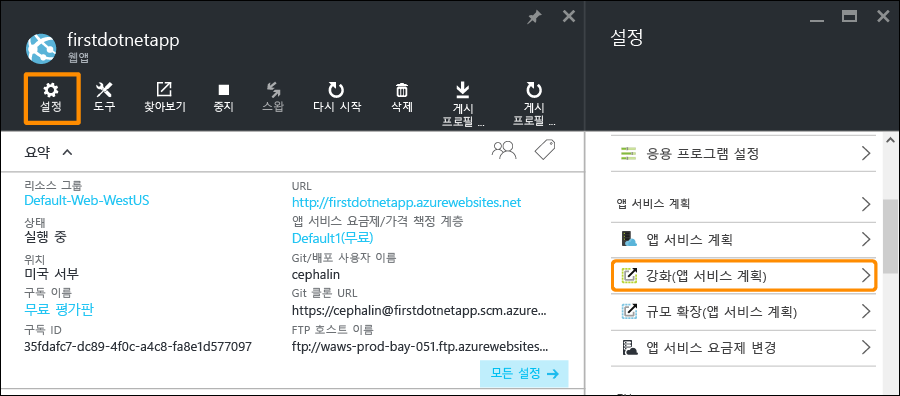 firstdotnetapp
웹앱
설정
도구
찾아보기
중지
스왑
다시 시작
삭제
게시
프로필 ...
게시
프로필 ...
요약
리소스 그룹
Default-Web-WestUS
상태
실행 중
위치
미국 서부
구독 이름
무료 평가판
구독 ID
35fdafc7-dc89-4f0c-a4c8-fa8e1d577097
URL
http://firstdotnetapp.azurewebsites.net
앱 서비스 요금제/가격 책정 계층
Default1(무료)
Git/배포 사용자 이름
cephalin
Git 클론 URL
https://cephalin@firstdotnetapp.scm.azure...
FTP 호스트 이름
ftp://waws-prod-bay-051.ftp.azurewebsites...
모든 설정
설정
응용 프로그램 설정
앱 서비스 계획
앱 서비스 계획
강화(앱 서비스 계획)
규모 확장(앱 서비스 계획)
앱 서비스 요금제 변경